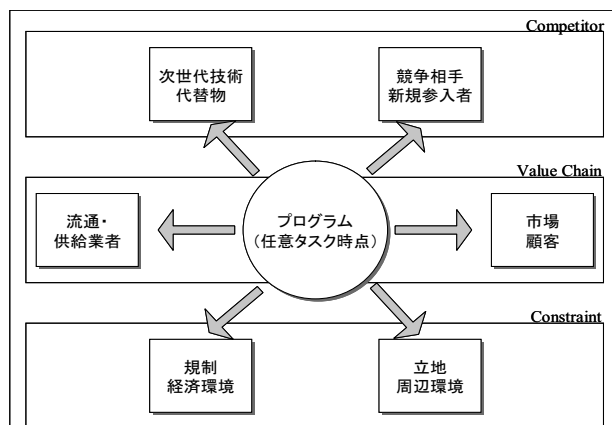 Competitor
次世代技術
代替物
競争相手
新規参入者
Value Chain
流通・
供給業者
プログラム
（任意タスク時点）
市場
顧客
Constraint
規制
経済環境
立地
周辺環境